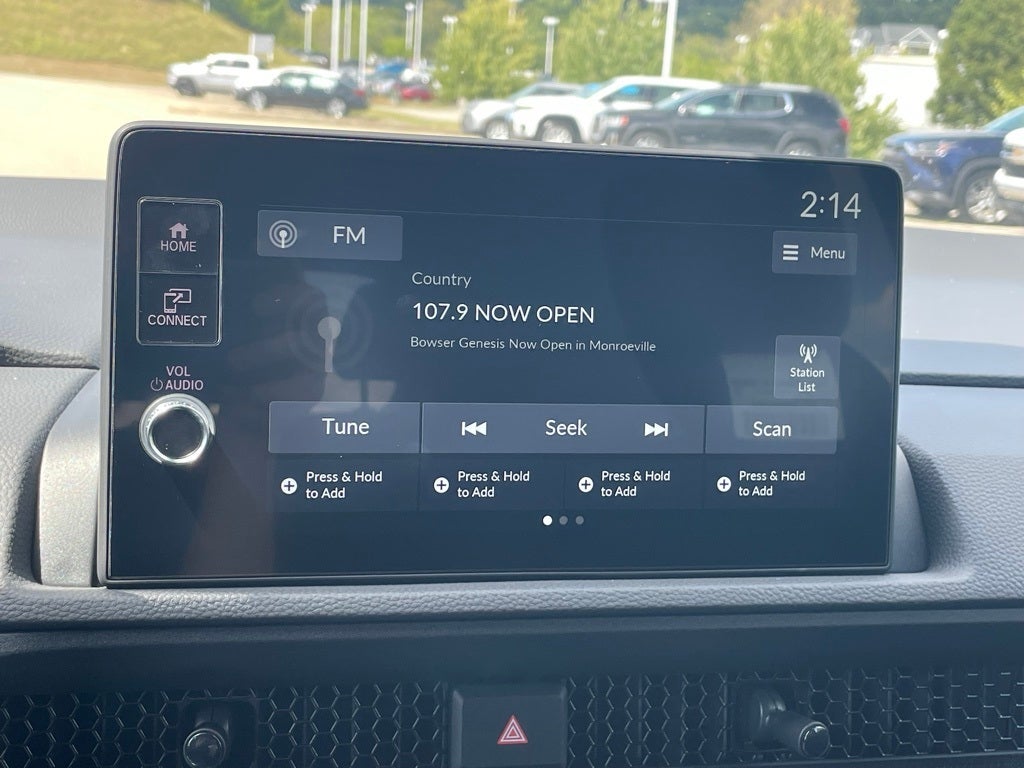 2:14
HOME
FM
Menu
Country
CONNECT
107.9 NOW OPEN
Bowser Genesis Now Open in Monroeville
Station
List
VOL
AUDIO
Tune
Seek
Scan
Press & Hold
to Add
Press & Hold
to Add
Press & Hold
to Add
Press & Hold
to Add